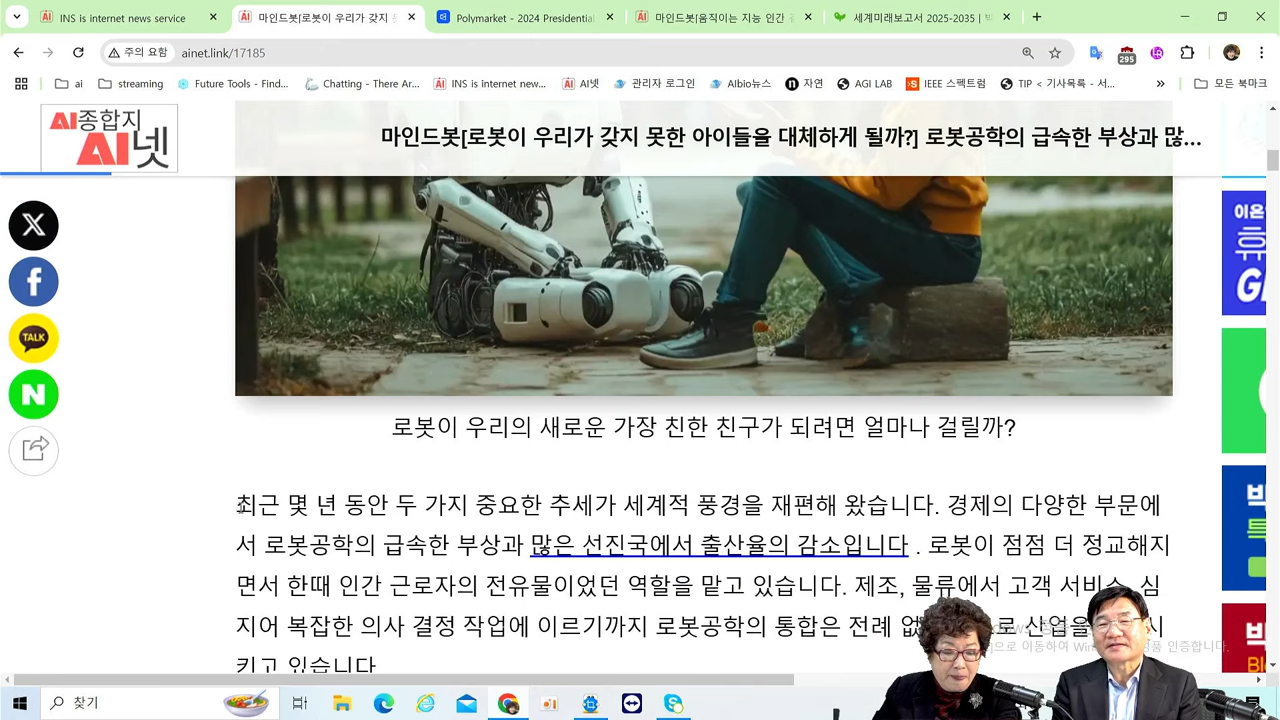 INS is internet news service
마인드봇[로봇이 우리가 갖지
Polymarket - 2024 Presidential
마인드봇[움직이는 지능 인간
세계미래보고서 2025-2035 |
주의 요함
ainet.link/17185
295
ai
streaming
Future Tools - Find...
Chatting - There Ar...
INS is internet new...
AI넷
관리자 로그인
AIbio뉴스
자연
AGI LAB
IEEE 스펙트럼
TIP < 기사목록 - 서...
모든 북마크
AI종합지
AI넷
마인드봇[로봇이 우리가 갖지 못한 아이들을 대체하게 될까?] 로봇공학의 급속한 부상과 많...
TALK
N
로봇이 우리의 새로운 가장 친한 친구가 되려면 얼마나 걸릴까?
최근 몇 년 동안 두 가지 중요한 추세가 세계적 풍경을 재편해 왔습니다. 경제의 다양한 부문에
서 로봇공학의 급속한 부상과 많은 선진국에서 출산율의 감소입니다 . 로봇이 점점 더 정교해지
면서 한때 인간 근로자의 전유물이었던 역할을 맡고 있습니다. 제조, 물류에서 고객 서비스, 심
지어 복잡한 의사 결정 작업에 이르기까지 로봇공학의 통합은 전례 산업을
키고 있습니다
찾기